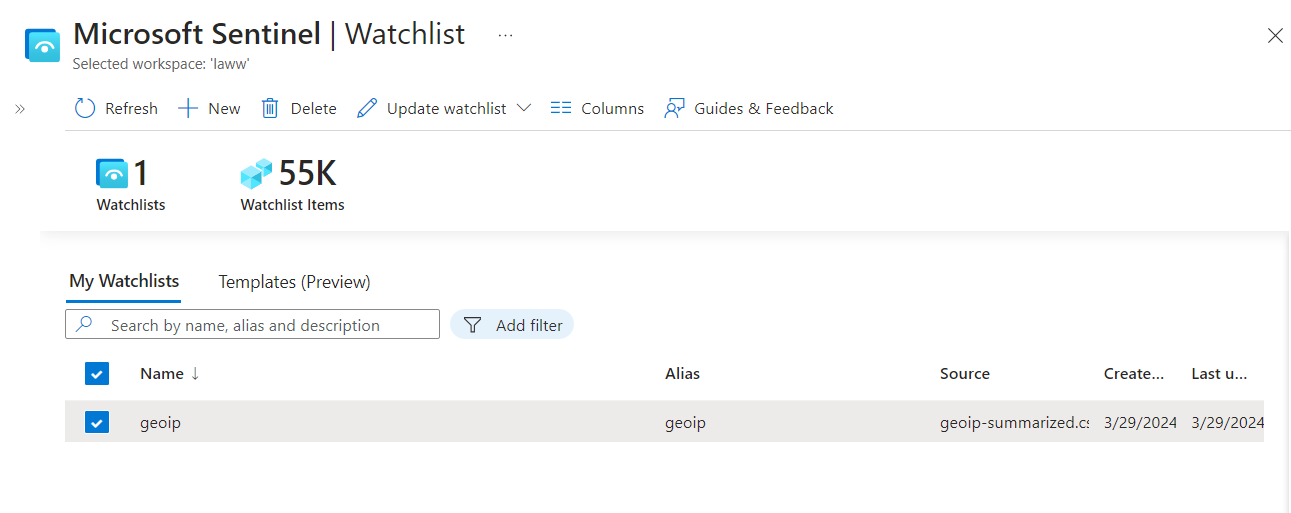 Microsoft Sentinel | Watchlist ...
Selected workspace: 'laww'
Refresh New Delete Update watchlist Columns Guides & Feedback
1 55K
Watchlists Watchlist Items
My Watchlists Templates (Preview)
Search by name, alias and description Add filter
Name ↓ Alias Source Create... Last u...
geoip geoip geoip-summarized.cs 3/29/2024 3/29/2024